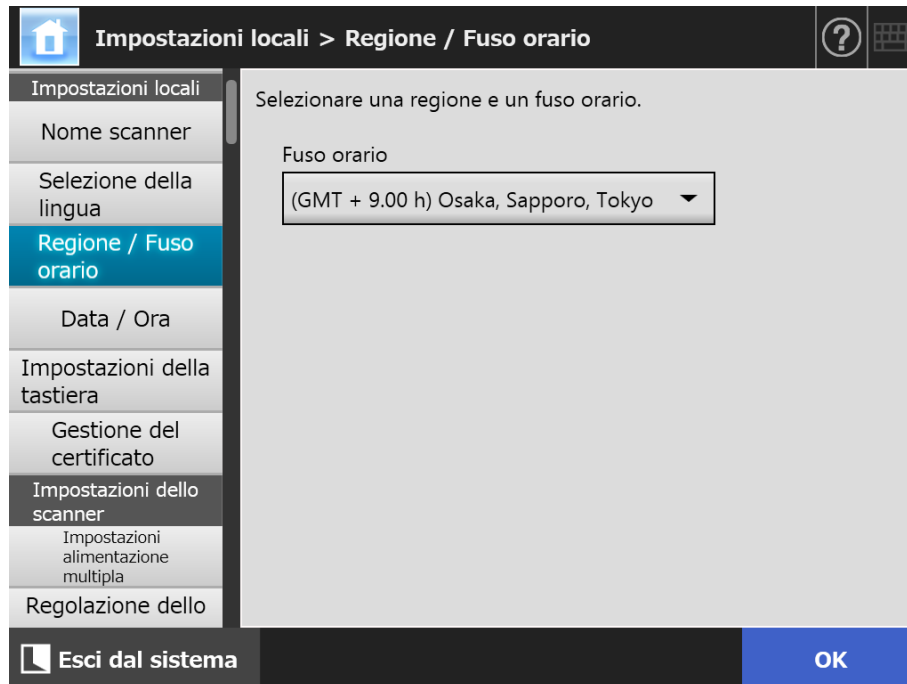 Impostazioni locali > Regione / Fuso orario
?
Impostazioni locali
Nome scanner
Selezione della
lingua
Regione / Fuso
orario
Data / Ora
Impostazioni della
tastiera
Gestione del
certificato
Impostazioni dello
scanner
Impostazioni
alimentazione
multipla
Regolazione dello
Selezionare una regione e un fuso orario.
Fuso orario
(GMT + 9.00 h) Osaka, Sapporo, Tokyo
Esci dal sistema
OK